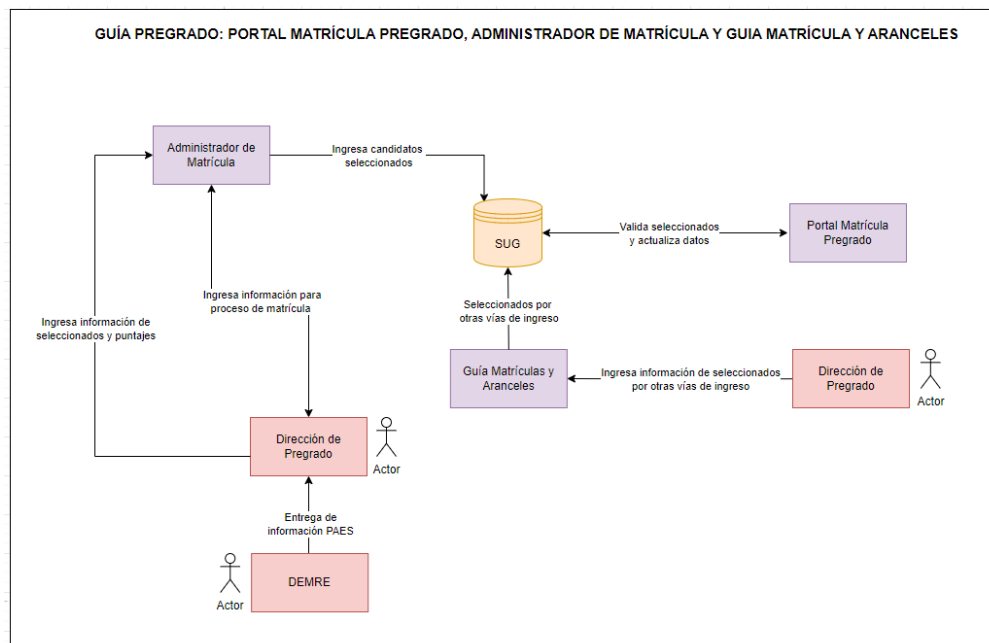 GUÍA PREGRADO: PORTAL MATRÍCULA PREGRADO, ADMINISTRADOR DE MATRÍCULA Y GUIA MATRÍCULA Y ARANCELES
Administrador de
Matrícula
Ingresa candidatos
seleccionados
SUG
Valida seleccionados
y actualiza datos
Portal Matrícula
Pregrado
Ingresa información para
proceso de matrícula
Ingresa información de
seleccionados y puntajes
Seleccionados por
otras vías de ingreso
Guía Matrículas y
Aranceles
Ingresa información de seleccionados
por otras vías de ingreso
Dirección de
Pregrado
Actor
Dirección de
Pregrado
Actor
Entrega de
información PAES
DEMRE
Actor